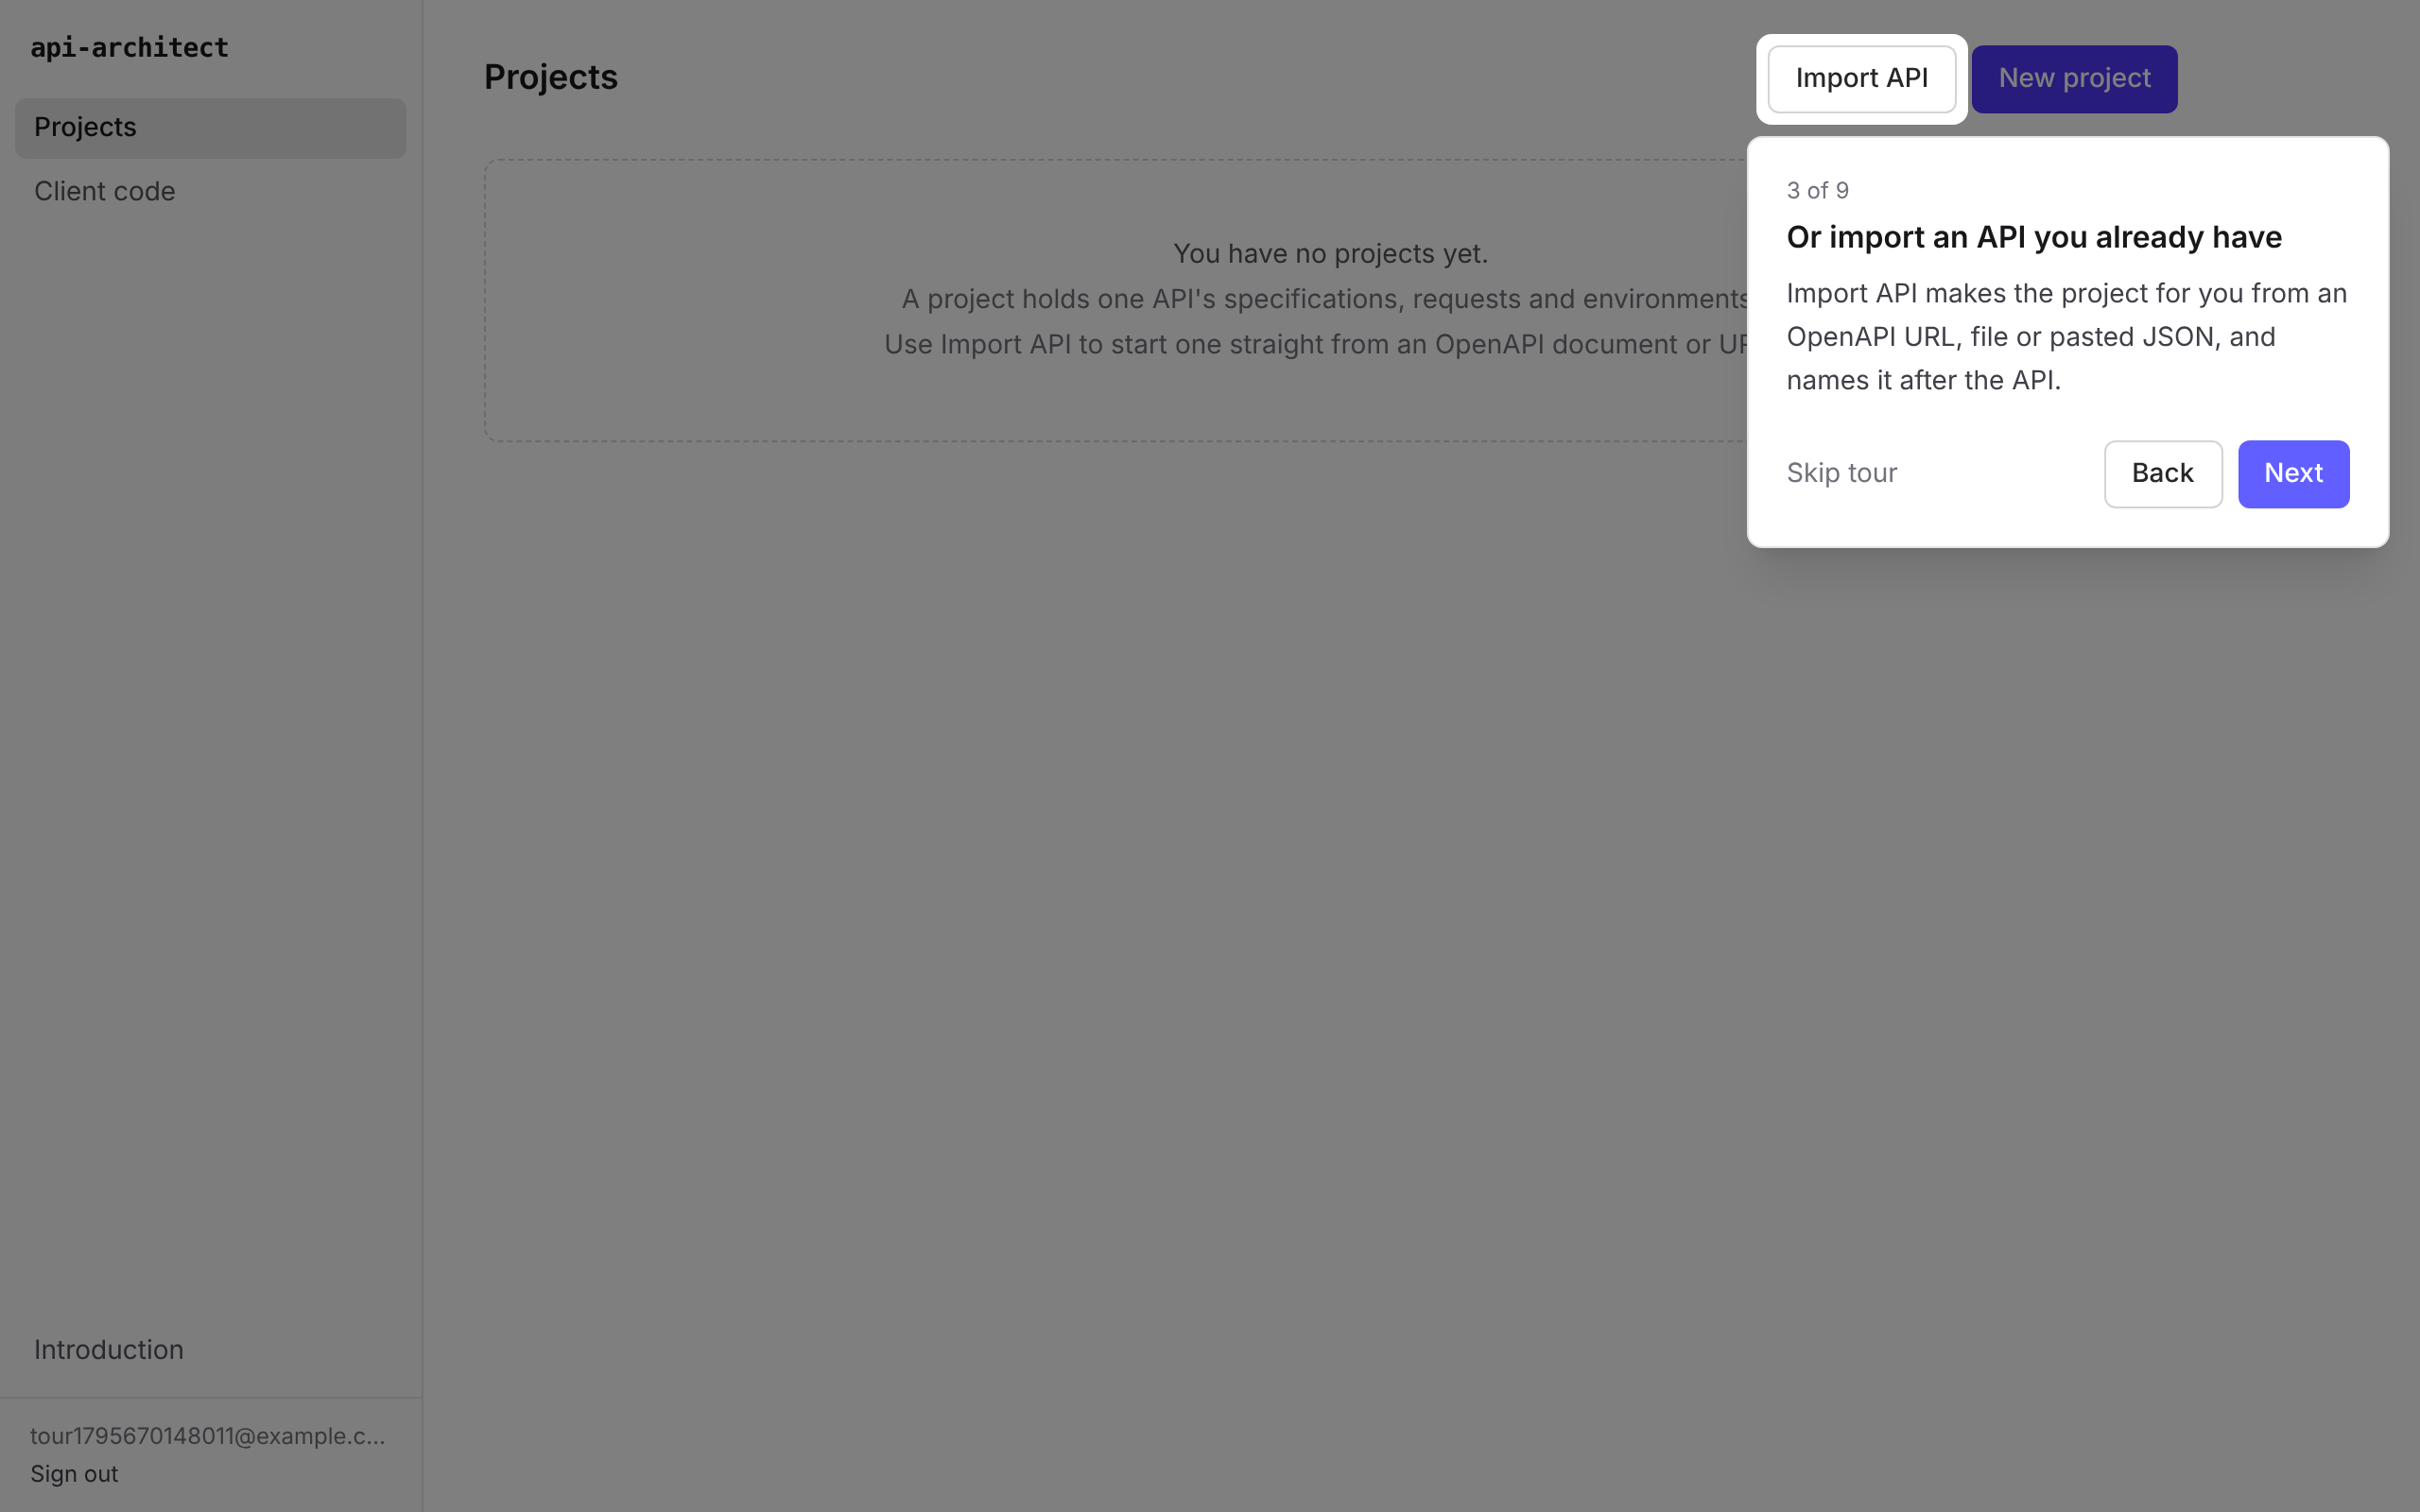 api-architect
Projects
Client code
Projects
Import API
New project
You have no projects yet.
A project holds one API's specifications, requests and environments
Use Import API to start one straight from an OpenAPI document or
3 of 9
Or import an API you already have
Import API makes the project for you from an
OpenAPI URL, file or pasted JSON, and
names it after the API.
Skip tour
Back
Next
Introduction
tour1795670148011@example.c...
Sign out